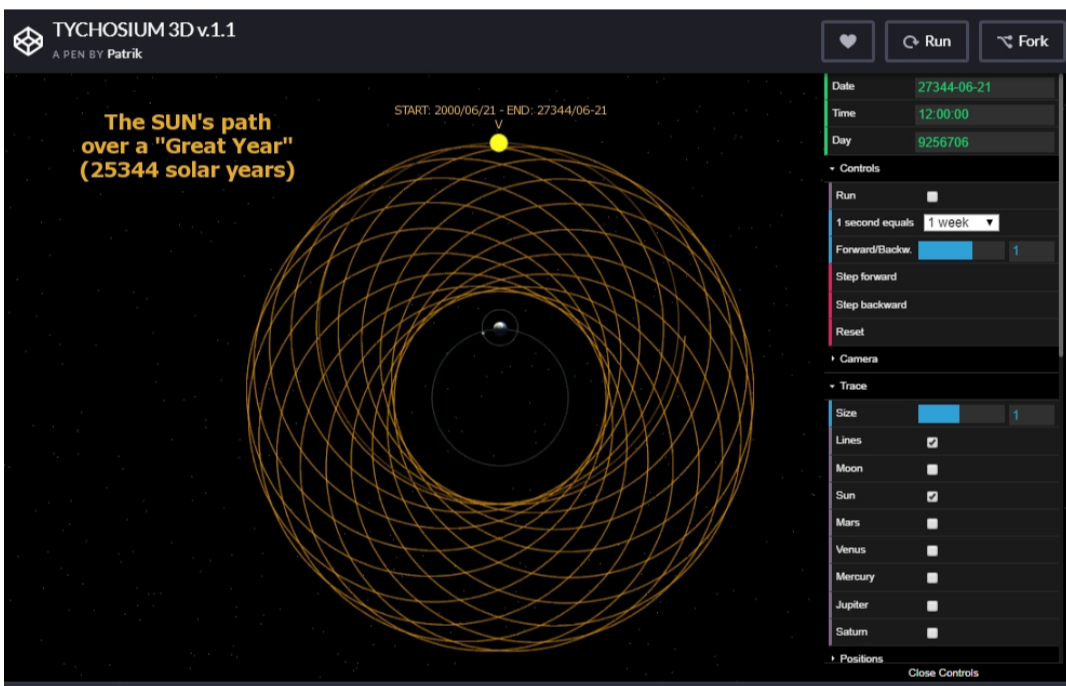 TYCHOSIUM 3D v.1.1
A PEN BY Patrik
Run
Fork
The SUN's path
over a "Great Year"
(25344 solar years)
START: 2000/06/21 - END: 27344/06-21
V
Date 27344-06-21
Time 12:00:00
Day 9256706
Controls
Run
1 second equals 1 week
Forward/Backw. 1
Step forward
Step backward
Reset
Camera
Trace
Size 1
Lines
Moon
Sun
Mars
Venus
Mercury
Jupiter
Saturn
Positions
Close Controls